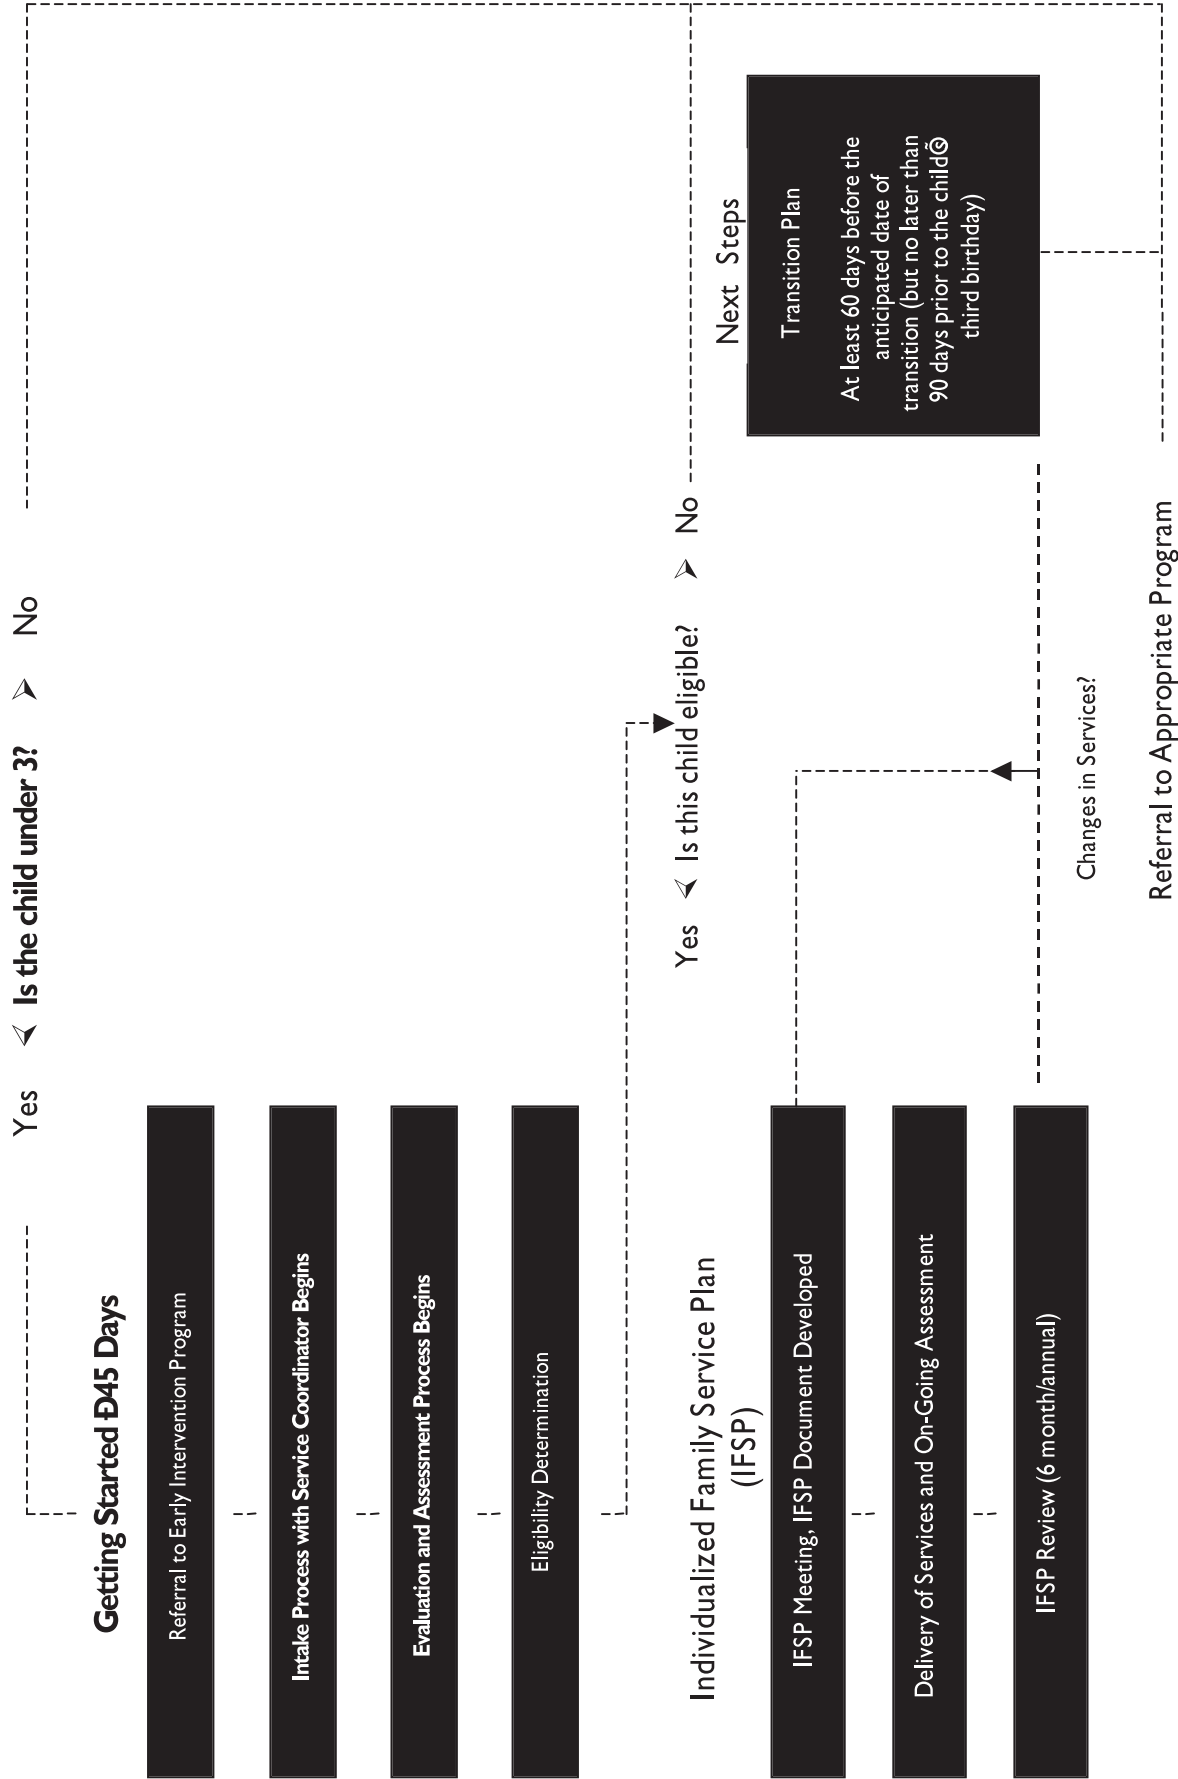 Yes ⮜ Is the child under 3? ⮞ No
Getting Started Ð45 Days
Referral to Early Intervention Program
Intake Process with Service Coordinator Begins
Evaluation and Assessment Process Begins
Eligibility Determination
Yes ⮜ Is this child eligible? ⮞ No
Individualized Family Service Plan
(IFSP)
IFSP Meeting, IFSP Document Developed
Delivery of Services and On-Going Assessment
IFSP Review (6 month/annual)
Changes in Services?
Next Steps
Transition Plan
At least 60 days before the
anticipated date of
transition (but no later than
90 days prior to the childÕs
third birthday)
Referral to Appropriate Program